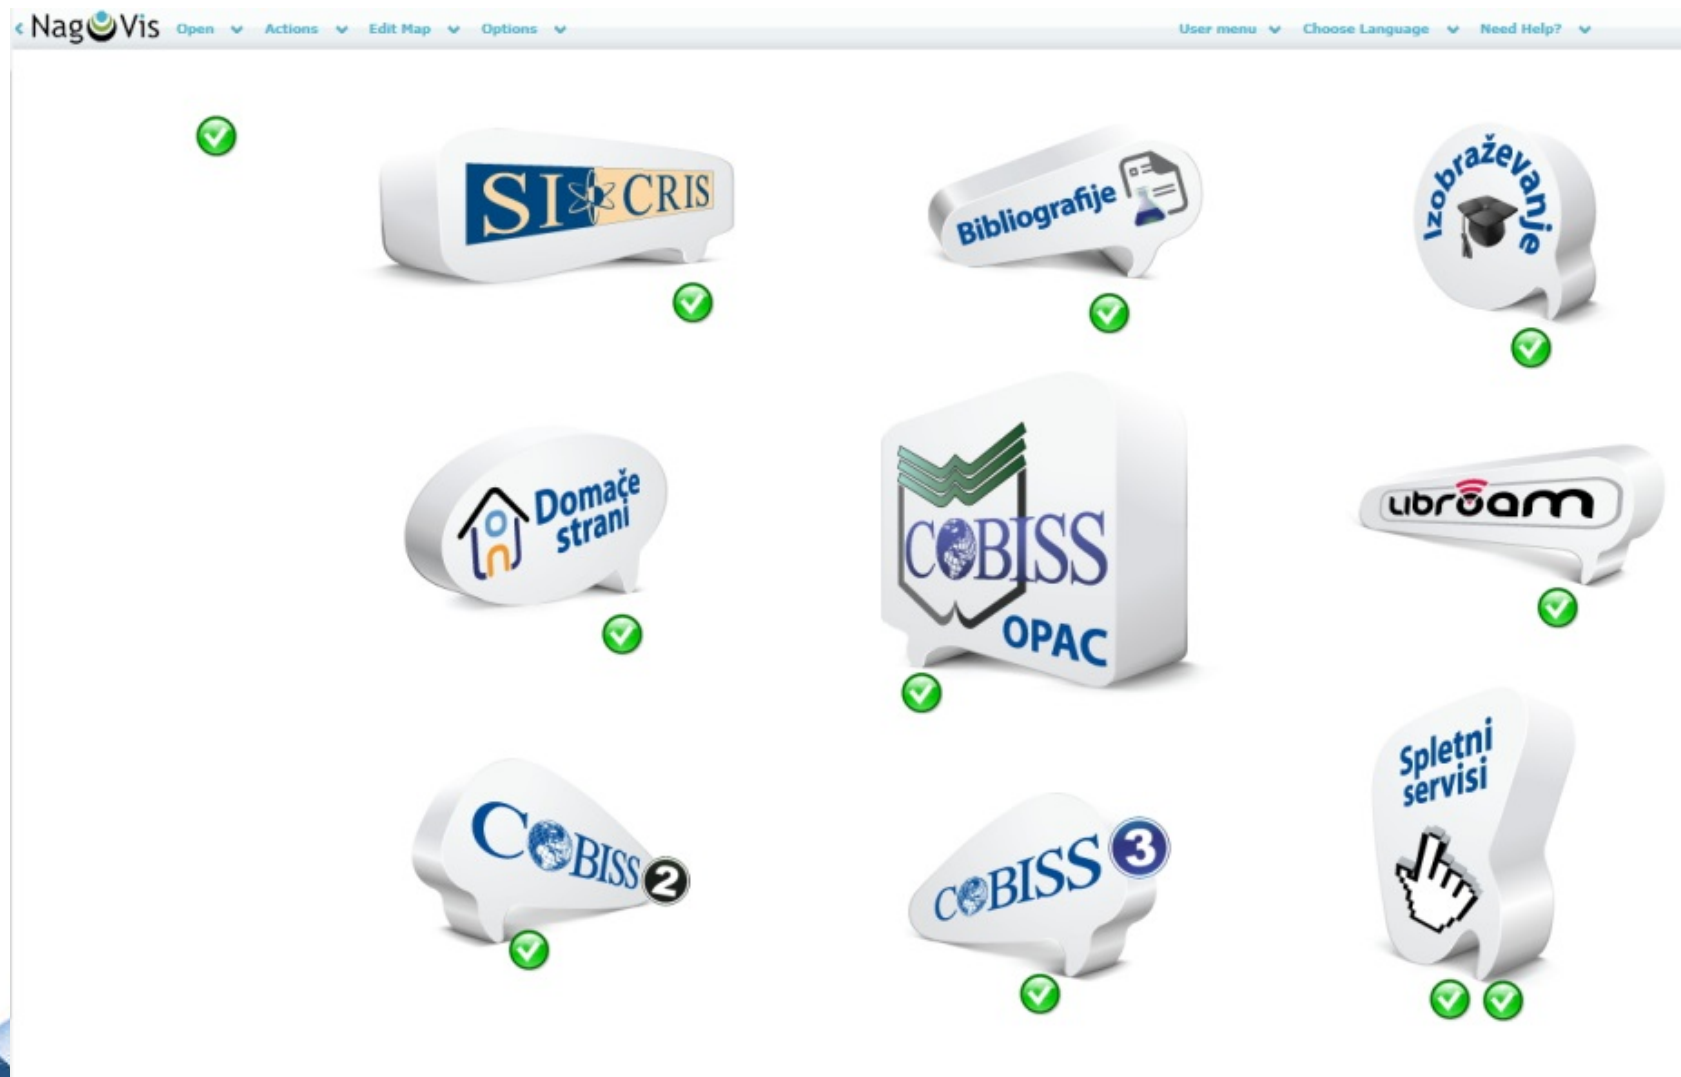 NagVis Open Actions Edit Map Options User menu Choose Language Need Help?
SI CRIS
Bibliografije
Izobraževanje
Domače
strani
COBISS
OPAC
Libroam
COBISS 2
COBISS 3
Spletni
servisi